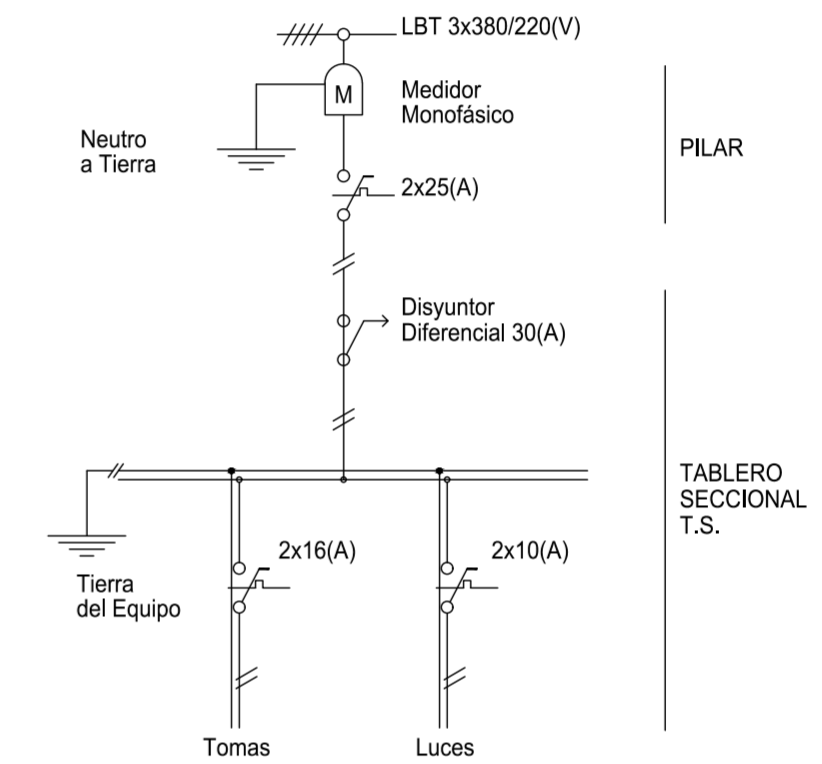 LBT 3x380/220(V)
M
Medidor
Monofásico
Neutro
a Tierra
PILAR
2x25(A)
Disyuntor
Diferencial 30(A)
TABLERO
SECCIONAL
T.S.
2x16(A)
2x10(A)
Tierra
del Equipo
Tomas
Luces